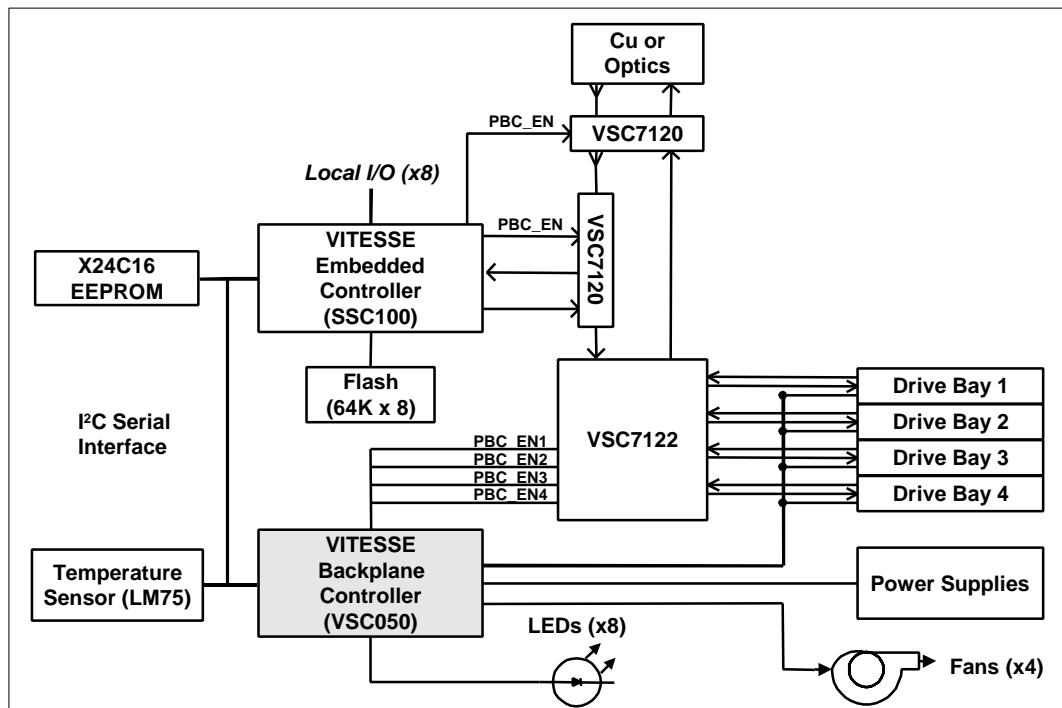 Cu or
Optics
PBC_EN
VSC7120
Local I/O (x8)
PBC_EN
VSC7120
VITESSE
Embedded
Controller
(SSC100)
X24C16
EEPROM
Flash
(64K x 8)
I²C Serial
Interface
VSC7122
Drive Bay 1
Drive Bay 2
Drive Bay 3
Drive Bay 4
PBC_EN1
PBC_EN2
PBC_EN3
PBC_EN4
VITESSE
Backplane
Controller
(VSC050)
Temperature
Sensor (LM75)
Power Supplies
LEDs (x8)
Fans (x4)